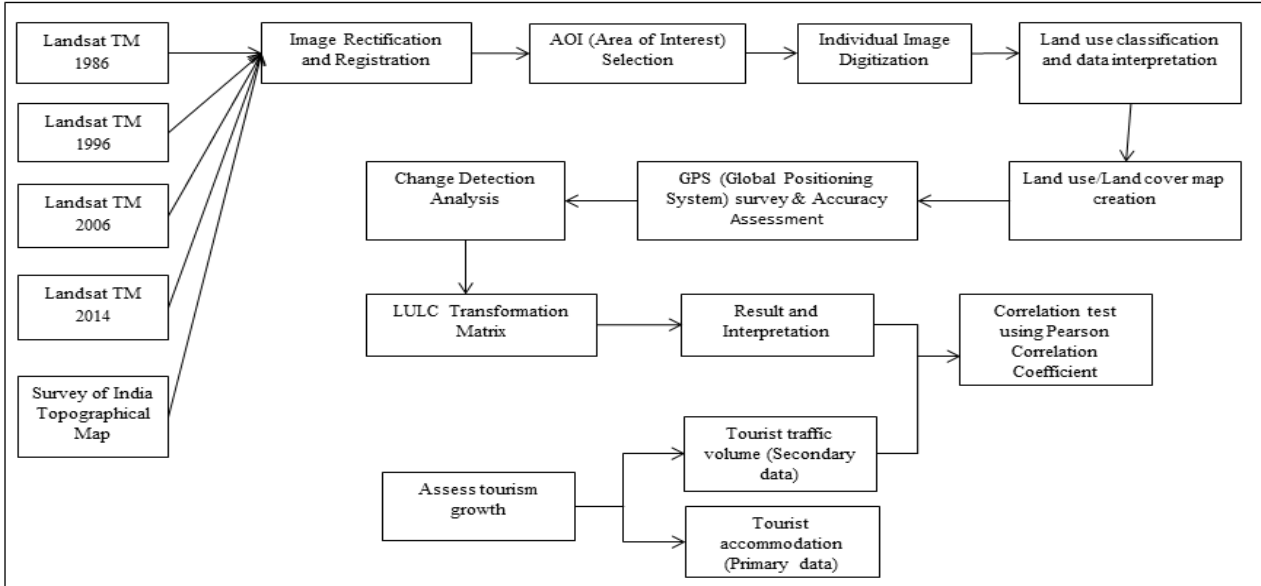 Landsat TM
1986
Landsat TM
1996
Landsat TM
2006
Landsat TM
2014
Survey of India
Topographical
Map
Image Rectification
and Registration
AOI (Area of Interest)
Selection
Individual Image
Digitization
Land use classification
and data interpretation
Land use/Land cover map
creation
GPS (Global Positioning
System) survey & Accuracy
Assessment
Change Detection
Analysis
LULC Transformation
Matrix
Result and
Interpretation
Correlation test
using Pearson
Correlation
Coefficient
Assess tourism
growth
Tourist traffic
volume (Secondary
data)
Tourist
accommodation
(Primary data)